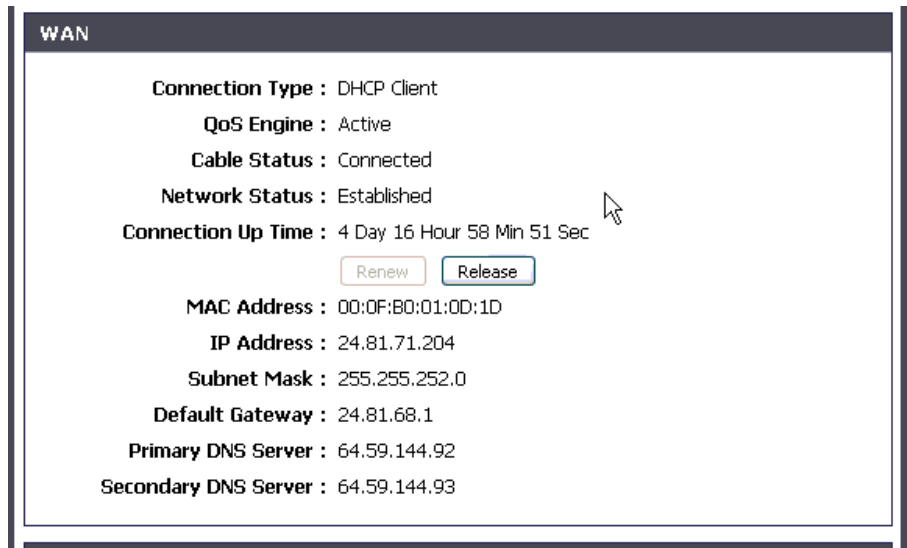 WAN
Connection Type : DHCP Client
QoS Engine : Active
Cable Status : Connected
Network Status : Established
Connection Up Time : 4 Day 16 Hour 58 Min 51 Sec
Renew Release
MAC Address : 00:0F:B0:01:0D:1D
IP Address : 24.81.71.204
Subnet Mask : 255.255.252.0
Default Gateway : 24.81.68.1
Primary DNS Server : 64.59.144.92
Secondary DNS Server : 64.59.144.93